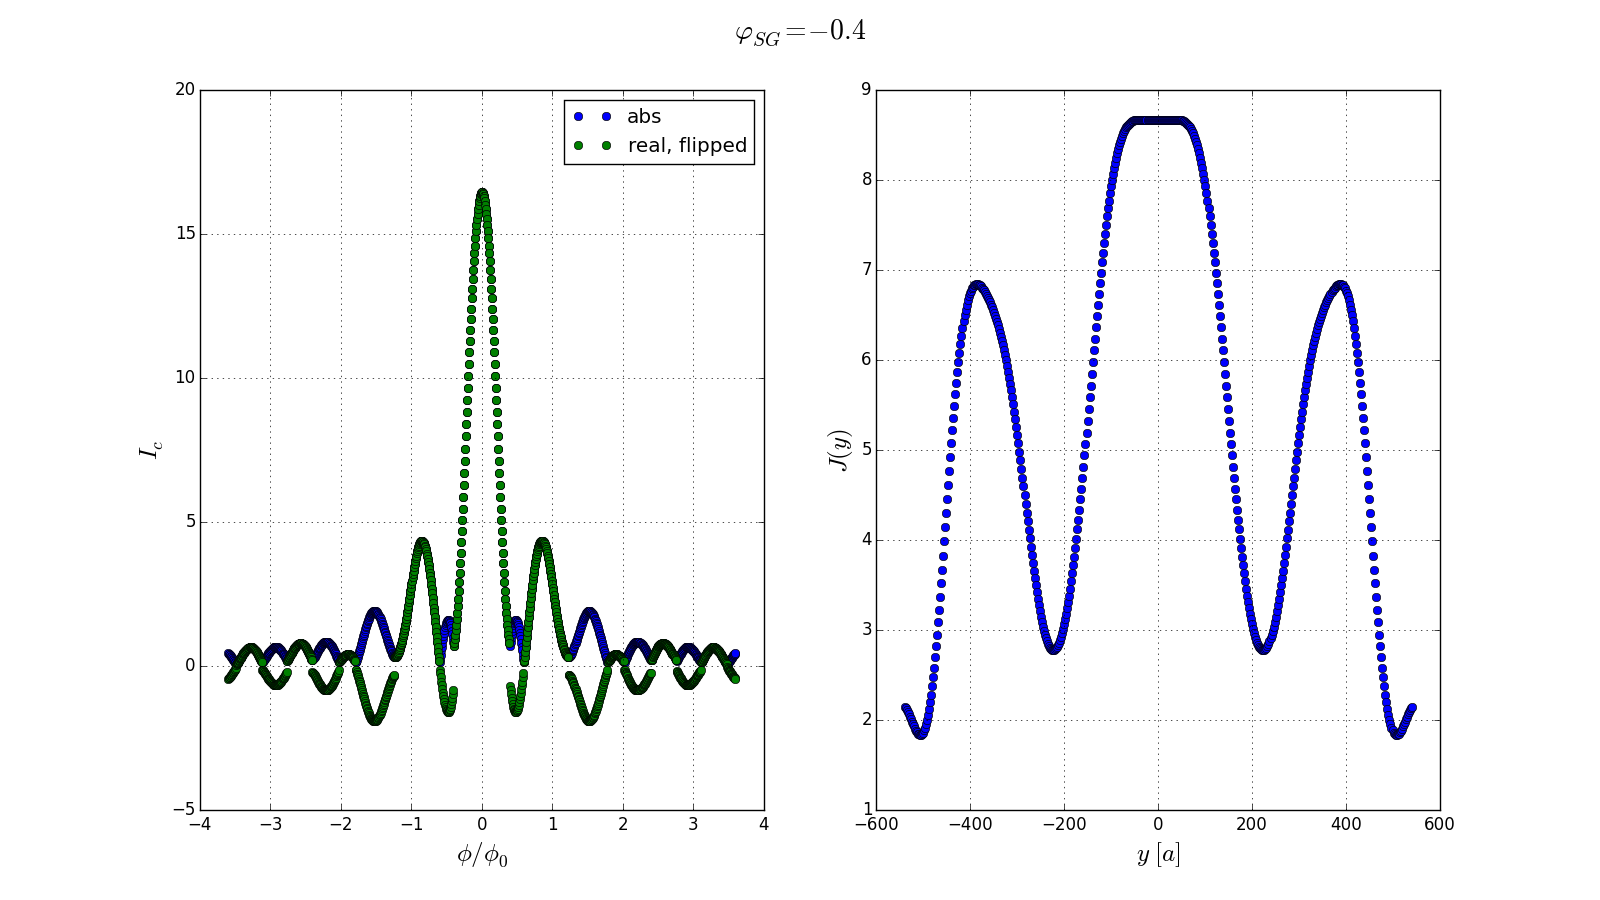 φ_SG = −0.4
20
15
10
5
0
−5
−4 −3 −2 −1 0 1 2 3 4
I_c
ϕ/ϕ_0
abs
real, flipped
9
8
7
6
5
4
3
2
1
−600 −400 −200 0 200 400 600
J(y)
y [a]